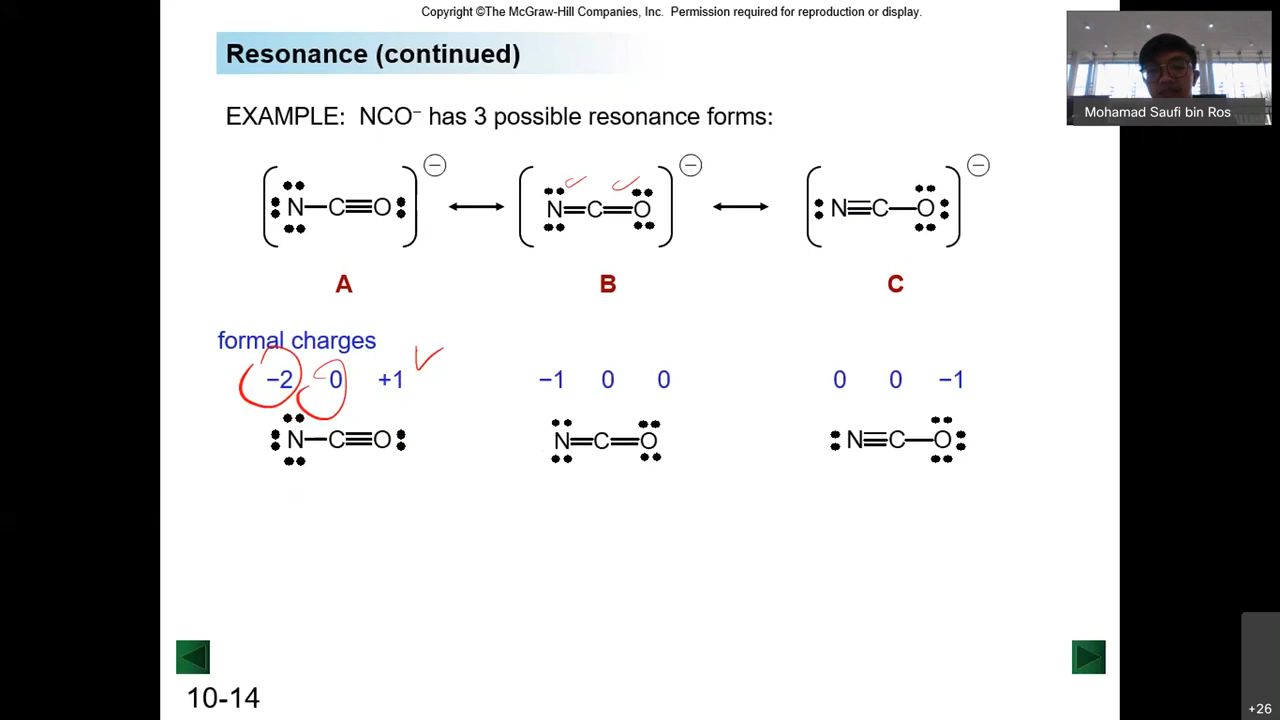 Copyright ©The McGraw-Hill Companies, Inc. Permission required for reproduction or display.
Resonance (continued)
Mohamad Saufi bin Ros
EXAMPLE: NCO⁻ has 3 possible resonance forms:
N C O N C O N C O
A B C
formal charges
−2 0 +1 −1 0 0 0 0 −1
N C O N C O N C O
10-14
+26